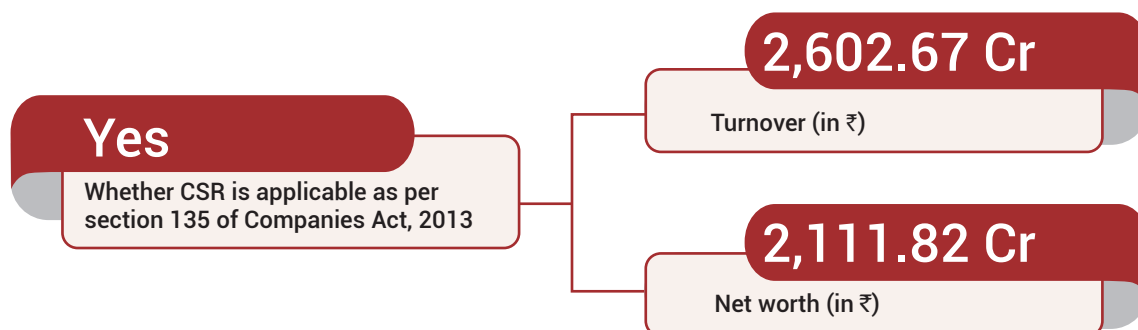 Yes
Whether CSR is applicable as per
section 135 of Companies Act, 2013
2,602.67 Cr
Turnover (in ₹)
2,111.82 Cr
Net worth (in ₹)